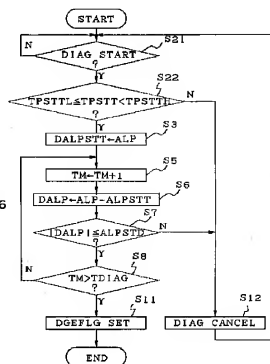 START
S21
N
DIAG START
?
Y
S22
TPSTTL≦TPSTT<TPSTTH
N
?
Y
S3
DALPSTT←ALP
S5
TM←TM+1
S6
DALP←ALP-ALPSTT
S7
|DALP|≦ALPSTD
N
?
Y
S8
TM>TDIAG
N
?
Y
S11
DGEFLG SET
S12
DIAG CANCEL
END
6